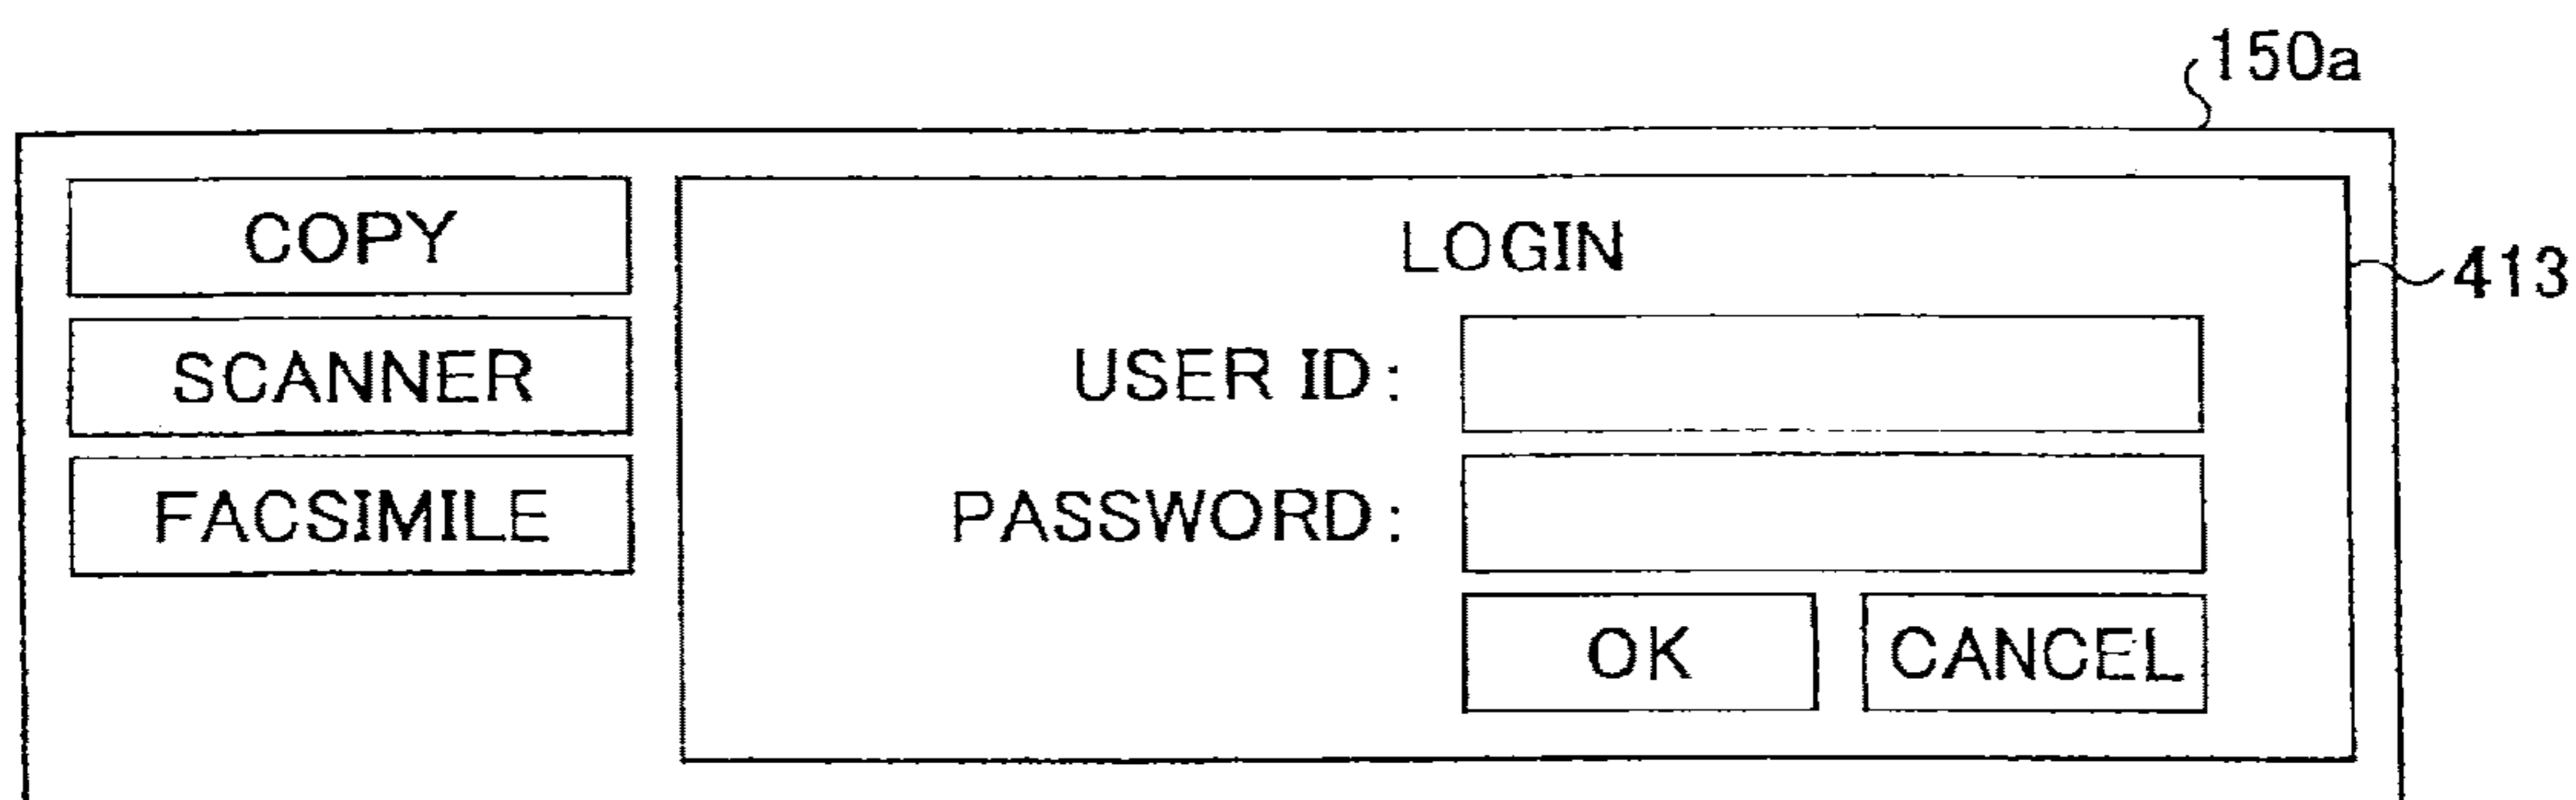 150a
COPY
SCANNER
FACSIMILE
LOGIN
413
USER ID:
PASSWORD:
OK CANCEL